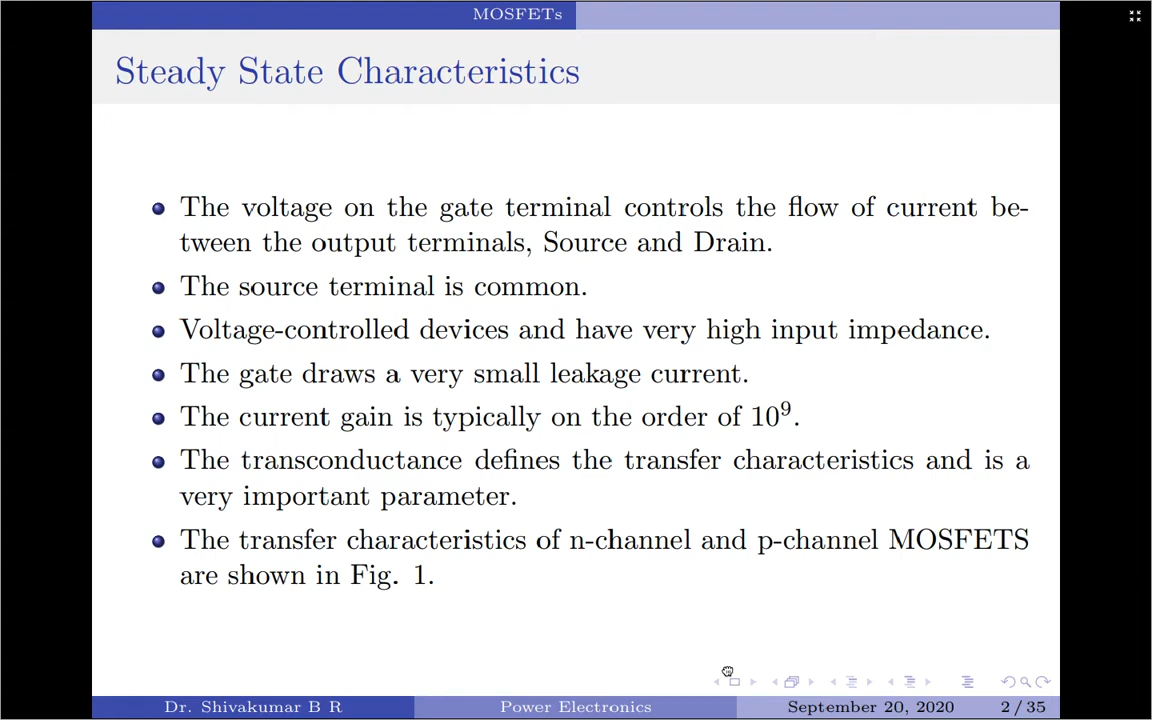 MOSFETs
Steady State Characteristics
The voltage on the gate terminal controls the flow of current be-
tween the output terminals, Source and Drain.
The source terminal is common.
Voltage-controlled devices and have very high input impedance.
The gate draws a very small leakage current.
The current gain is typically on the order of 10⁹.
The transconductance defines the transfer characteristics and is a
very important parameter.
The transfer characteristics of n-channel and p-channel MOSFETS
are shown in Fig. 1.
Dr. Shivakumar B R Power Electronics September 20, 2020 2 / 35